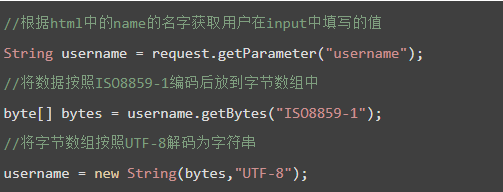 //根据html中的name的名字获取用户在input中填写的值
String username = request.getParameter("username");
//将数据按照ISO8859-1编码后放到字节数组中
byte[] bytes = username.getBytes("ISO8859-1");
//将字节数组按照UTF-8解码为字符串
username = new String(bytes,"UTF-8");